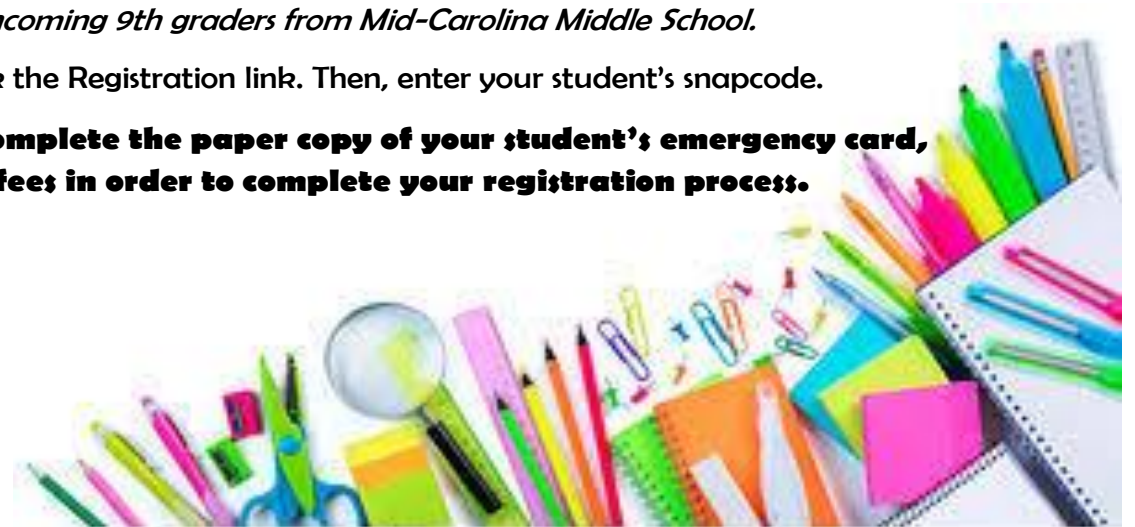 ncoming 9th graders from Mid-Carolina Middle School.
k the Registration link. Then, enter your student's snapcode.
omplete the paper copy of your student's emergency card,
fees in order to complete your registration process.